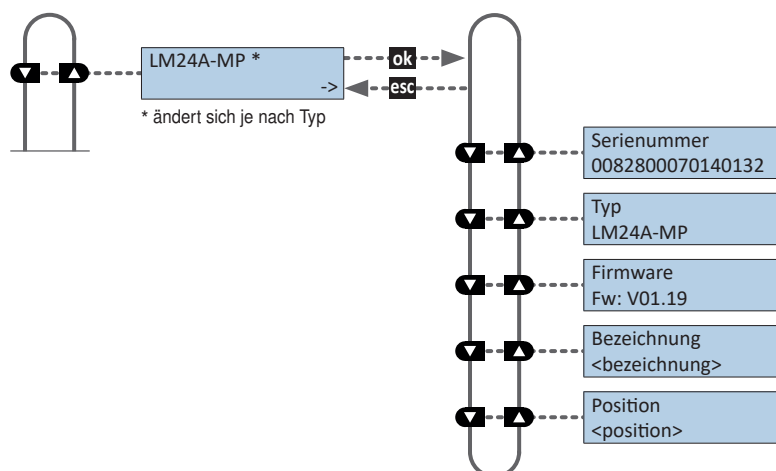 LM24A-MP *
->
* ändert sich je nach Typ
ok
esc
Serienummer
0082800070140132
Typ
LM24A-MP
Firmware
Fw: V01.19
Bezeichnung
<bezeichnung>
Position
<position>